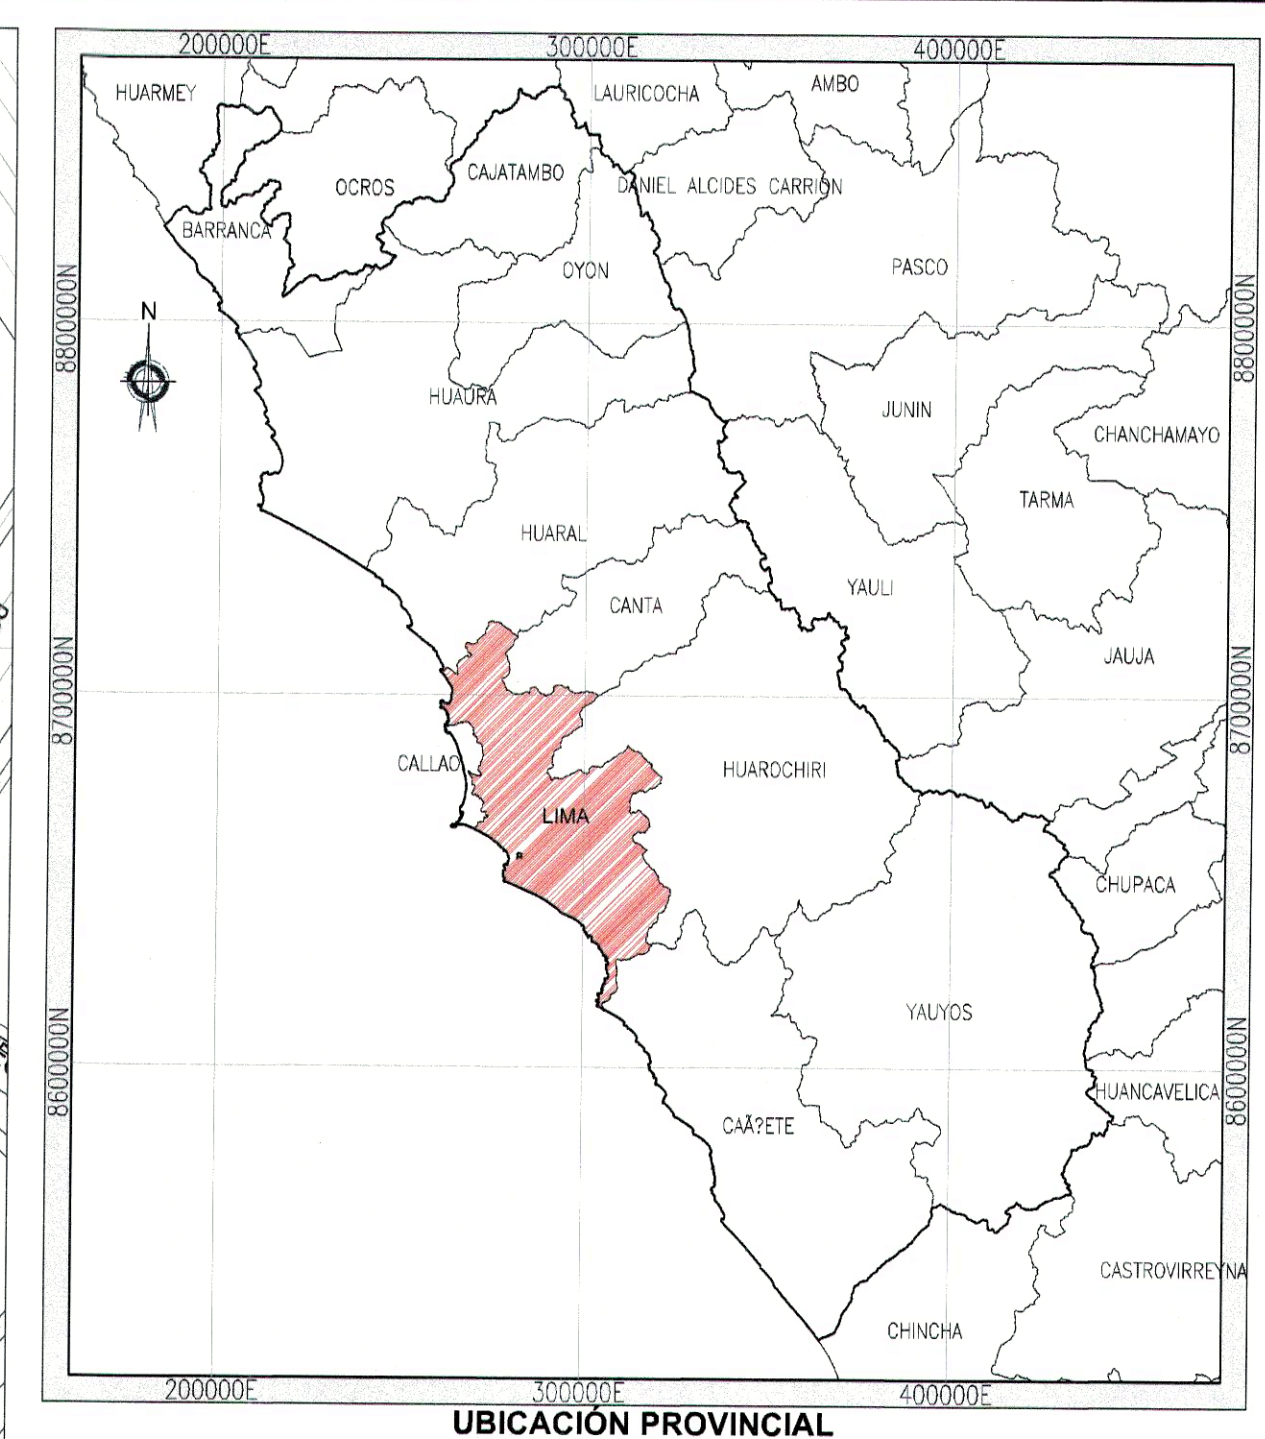 200000E 300000E 400000E
HUARMEY
LAURICOCHA
AMBO
OCROS
CAJATAMBO
DANIEL ALCIDES CARRIÓN
BARRANCA
OYON
PASCO
8800000N
8800000N
N
HUAURA
JUNIN
CHANCHAMAYO
TARMA
HUARAL
CANTA
YAULI
JAUJA
8700000N
8700000N
CALLAO
HUAROCHIRI
LIMA
CHUPACA
YAUYOS
8600000N
8600000N
HUANCAVELICA
CAÃ?ETE
CASTROVIRREYNA
CHINCHA
200000E 300000E 400000E
UBICACIÓN PROVINCIAL